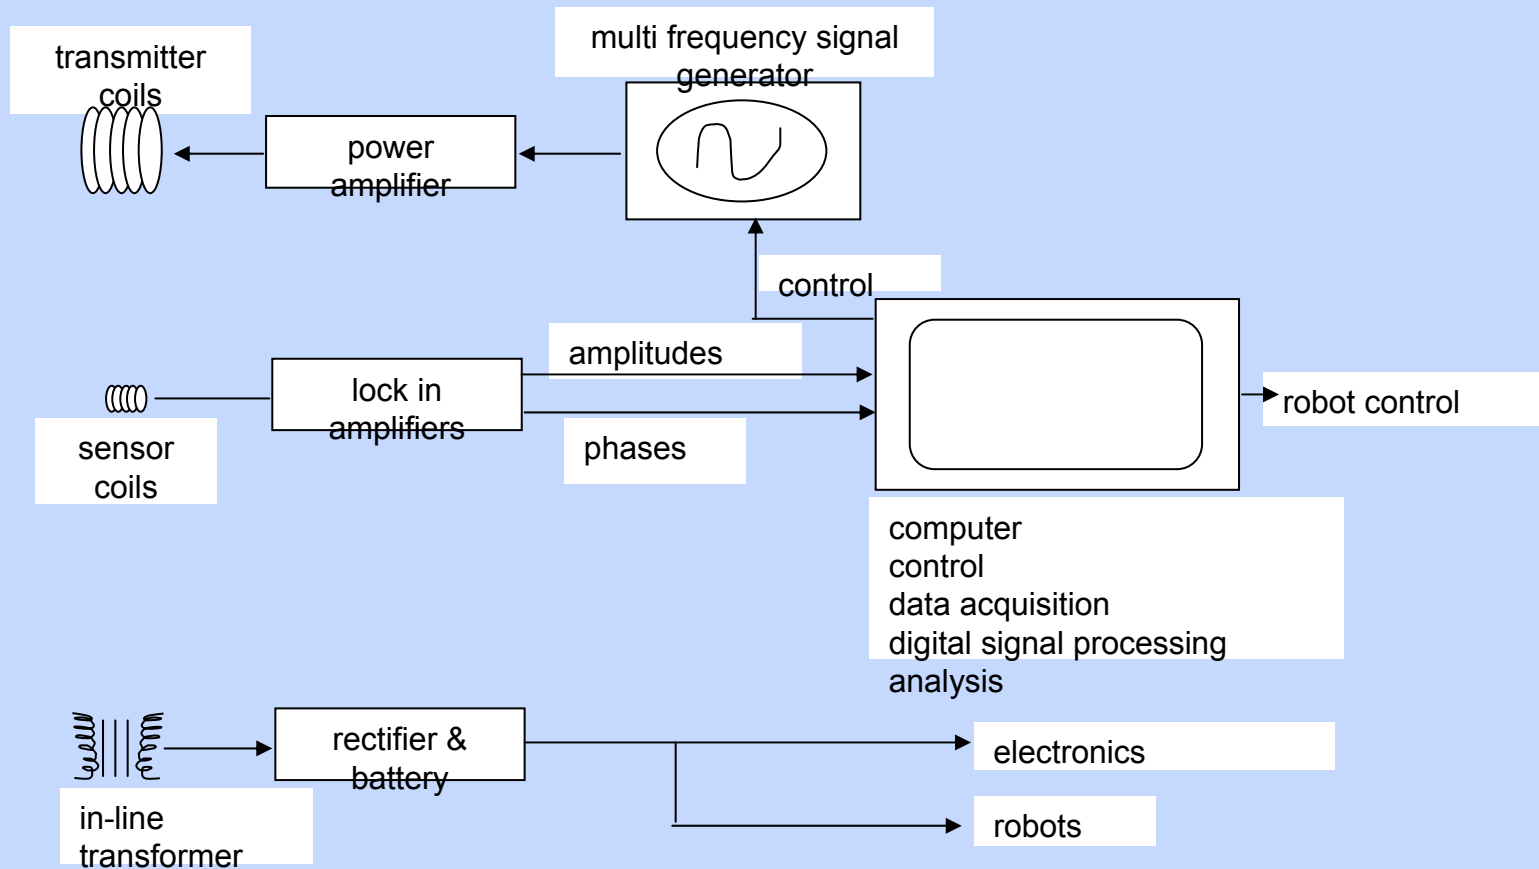 transmitter
coils
multi frequency signal
generator
power
amplifier
control
amplitudes
lock in
amplifiers
robot control
sensor
coils
phases
computer
control
data acquisition
digital signal processing
analysis
rectifier &
battery
electronics
in-line
transformer
robots